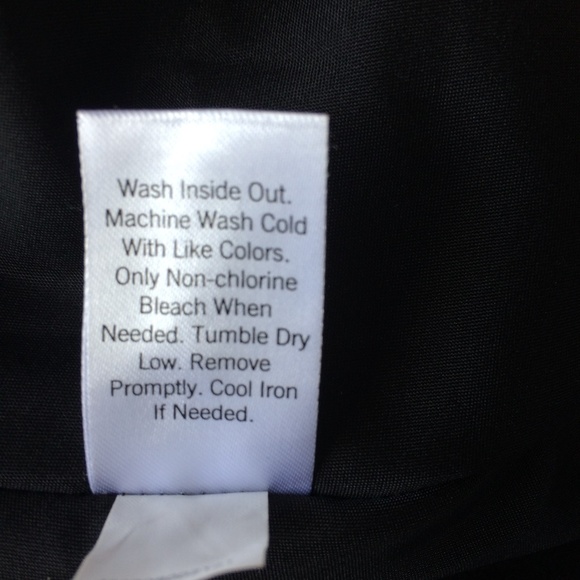 Wash Inside Out.
Machine Wash Cold
With Like Colors.
Only Non-chlorine
Bleach When
Needed. Tumble Dry
Low. Remove
Promptly. Cool Iron
If Needed.